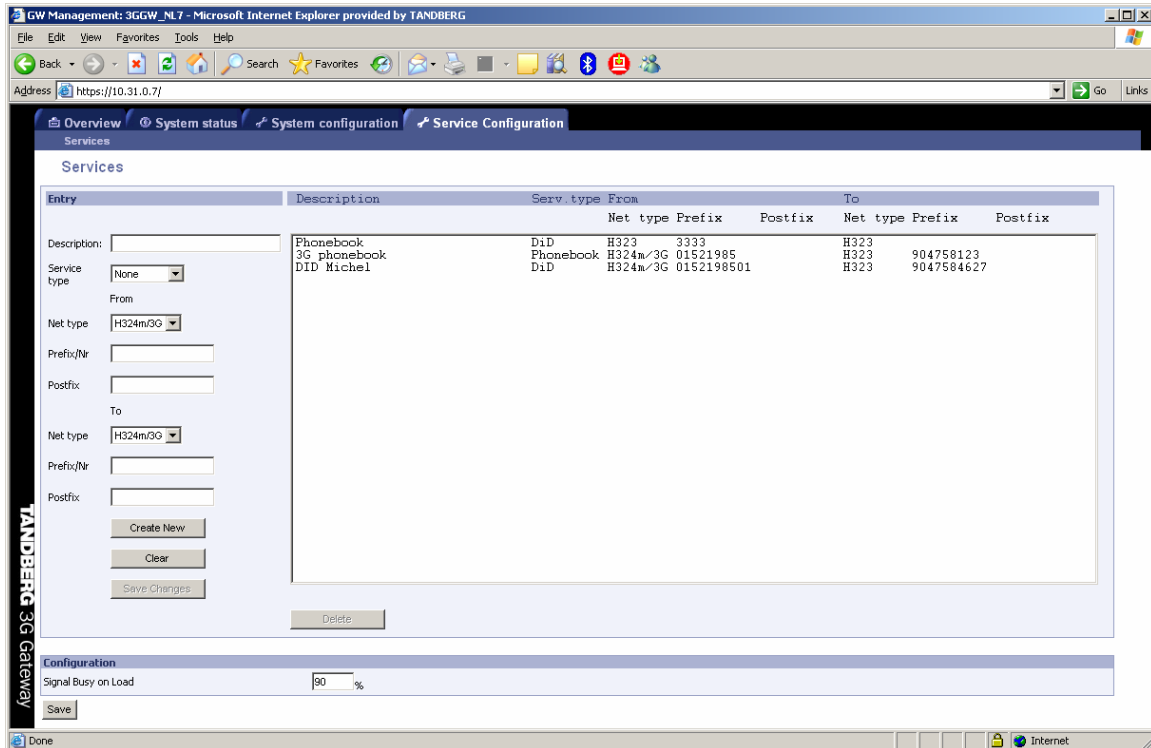 GW Management: 3GGW_NL7 - Microsoft Internet Explorer provided by TANDBERG
File Edit View Favorites Tools Help
Back Search Favorites
Address https://10.31.0.7/ Go Links
Overview System status System configuration Service Configuration
Services
Services
Entry Description Serv.type From To
Net type Prefix Postfix Net type Prefix Postfix
Description:
Phonebook DiD H323 3333 H323
3G phonebook Phonebook H324m/3G 01521985 H323 904758123
DID Michel DiD H324m/3G 0152198501 H323 9047584627
Service type None
From
Net type H324m/3G
Prefix/Nr
Postfix
To
Net type H324m/3G
Prefix/Nr
Postfix
Create New
Clear
Save Changes
Delete
TANDBERG 3G Gateway
Configuration
Signal Busy on Load 90 %
Save
Done Internet